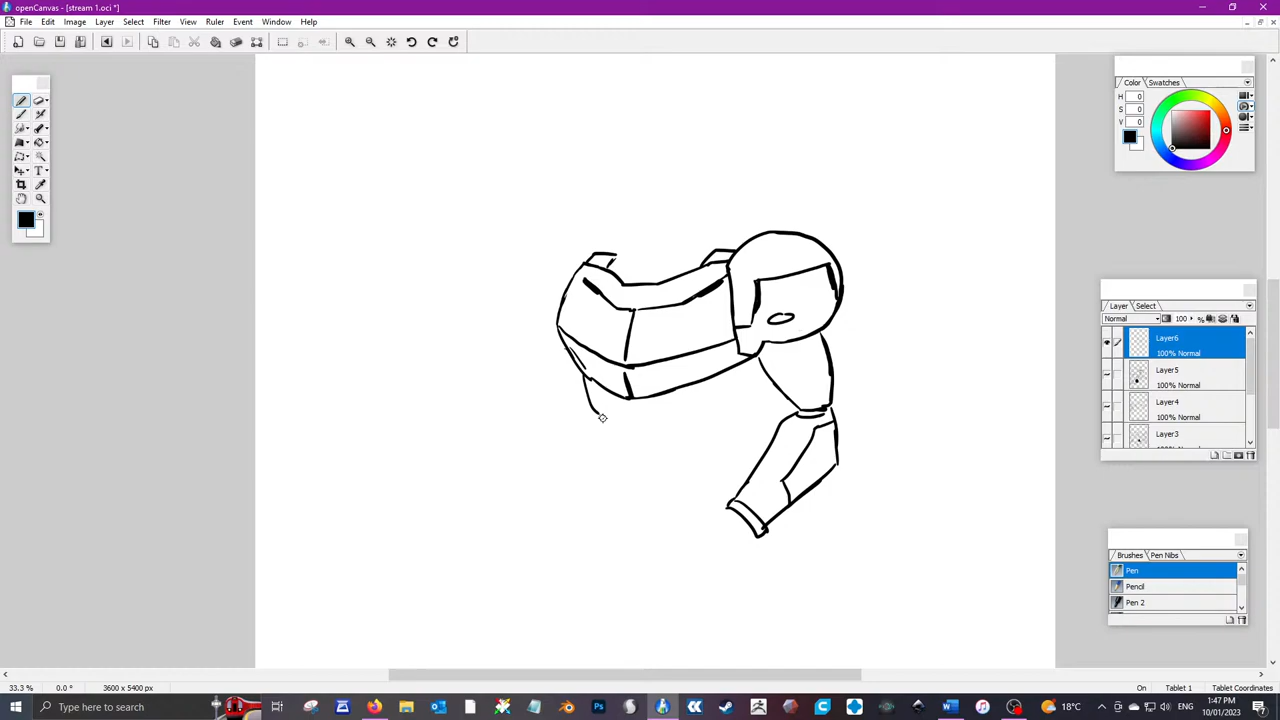 openCanvas - [stream 1.oci *]
File Edit Image Layer Select Filter View Select Ruler Event Window Help
Color Swatches
H 0
S 0
V 0
Layer Select
Normal 100 %
Layer6
100% Normal
Layer5
100% Normal
Layer4
100% Normal
Layer3
100% Normal
Brushes Pen Nibs
Pen
Pencil
Pen 2
33.3 % 0.0 ° 3600 x 5400 px On Tablet 1 Tablet Coordinates
Type here to search
18°C
1:47 PM
10/01/2023